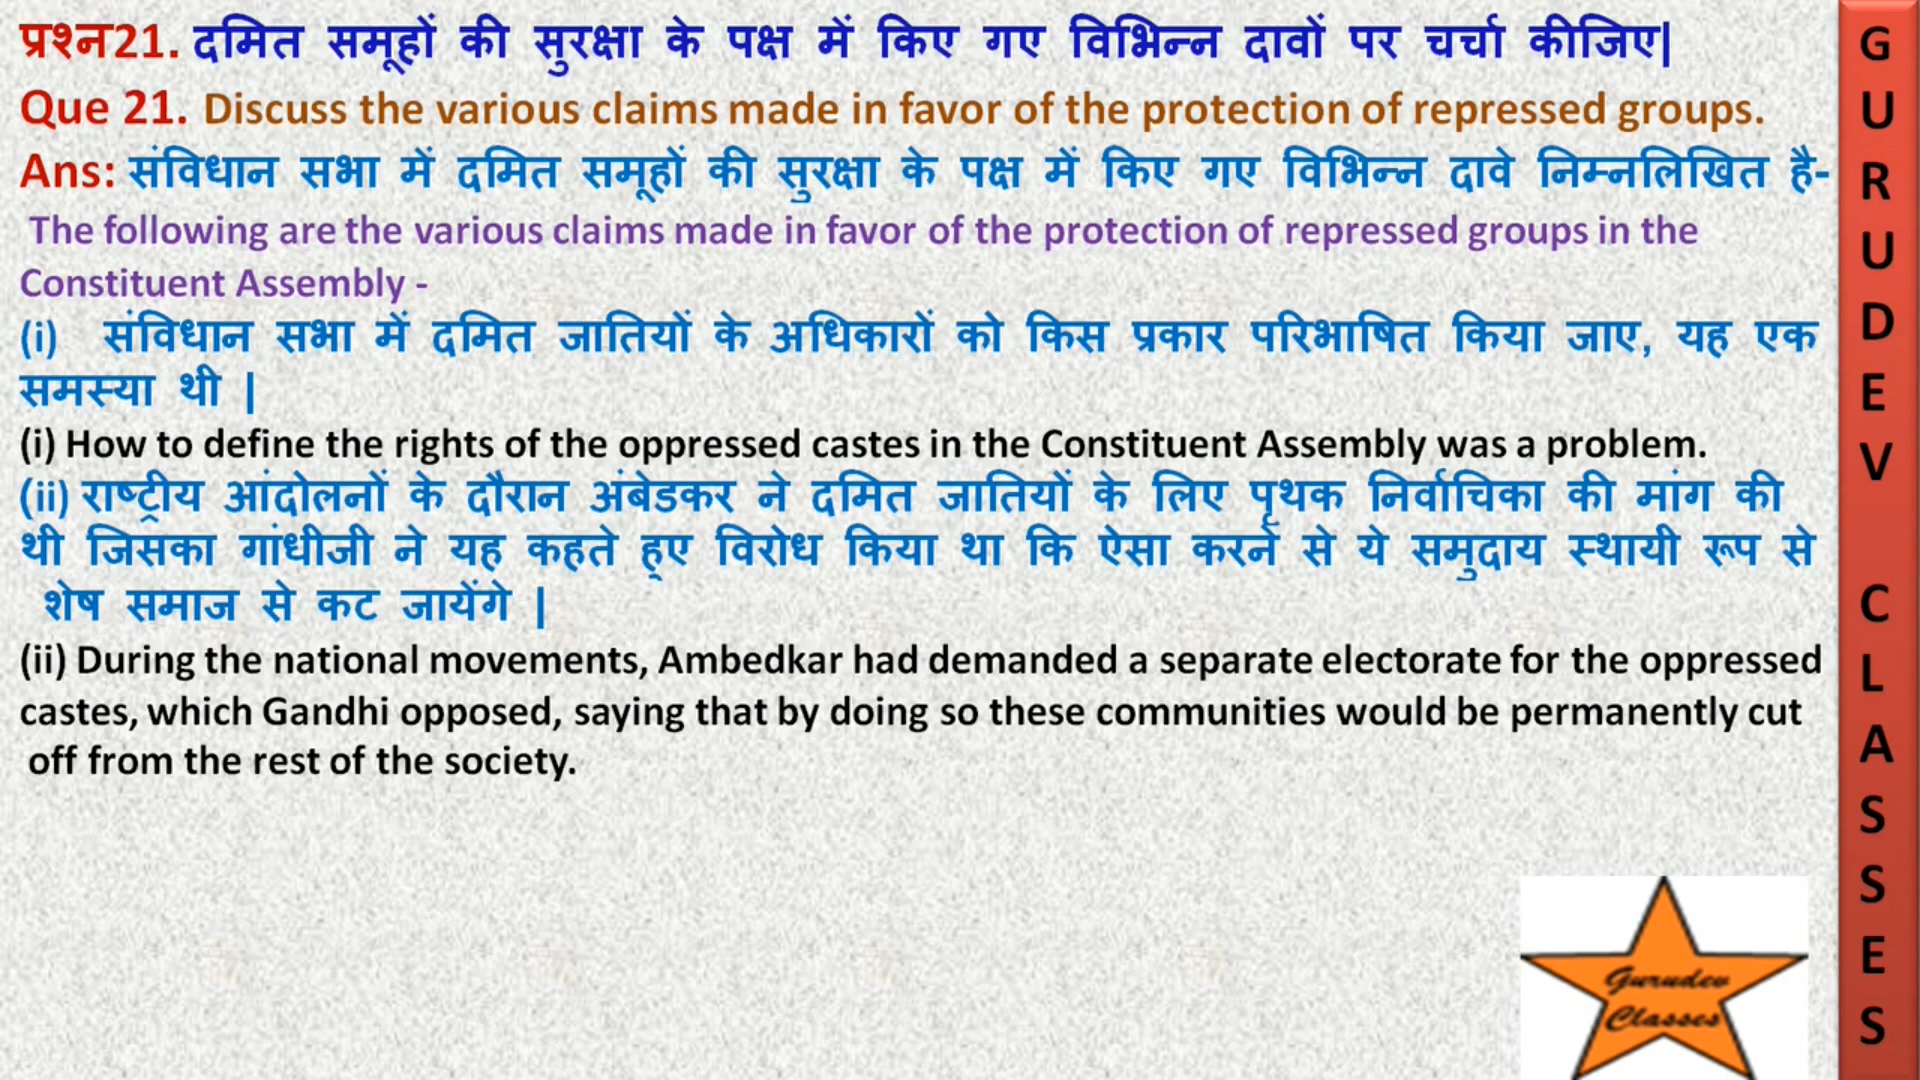 प्रश्न21. दमित समूहों की सुरक्षा के पक्ष में किए गए विभिन्न दावों पर चर्चा कीजिए|
Que 21. Discuss the various claims made in favor of the protection of repressed groups.
Ans: संविधान सभा में दमित समूहों की सुरक्षा के पक्ष में किए गए विभिन्न दावे निम्नलिखित है-
The following are the various claims made in favor of the protection of repressed groups in the
Constituent Assembly -
(i) संविधान सभा में दमित जातियों के अधिकारों को किस प्रकार परिभाषित किया जाए, यह एक
समस्या थी |
(i) How to define the rights of the oppressed castes in the Constituent Assembly was a problem.
(ii) राष्ट्रीय आंदोलनों के दौरान अंबेडकर ने दमित जातियों के लिए पृथक निर्वाचिका की मांग की
थी जिसका गांधीजी ने यह कहते हुए विरोध किया था कि ऐसा करने से ये समुदाय स्थायी रूप से
शेष समाज से कट जायेंगे |
(ii) During the national movements, Ambedkar had demanded a separate electorate for the oppressed
castes, which Gandhi opposed, saying that by doing so these communities would be permanently cut
off from the rest of the society.
Gurudev
Classes
GURUDEV CLASSES